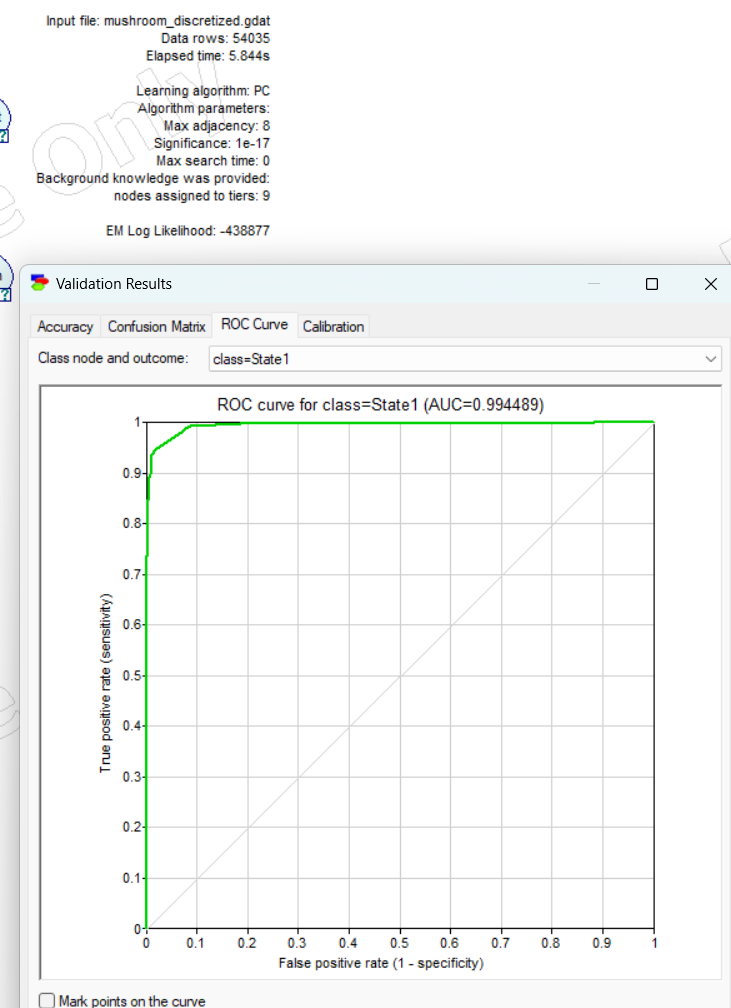 Input file: mushroom_discretized.gdat
Data rows: 54035
Elapsed time: 5.844s
Learning algorithm: PC
Algorithm parameters:
Max adjacency: 8
Significance: 1e-17
Max search time: 0
Background knowledge was provided:
nodes assigned to tiers: 9
EM Log Likelihood: -438877
?
?
Only
Validation Results
Accuracy Confusion Matrix ROC Curve Calibration
Class node and outcome: class=State1
ROC curve for class=State1 (AUC=0.994489)
True positive rate (sensitivity)
1
0.9
0.8
0.7
0.6
0.5
0.4
0.3
0.2
0.1
0
0 0.1 0.2 0.3 0.4 0.5 0.6 0.7 0.8 0.9 1
False positive rate (1 - specificity)
Mark points on the curve